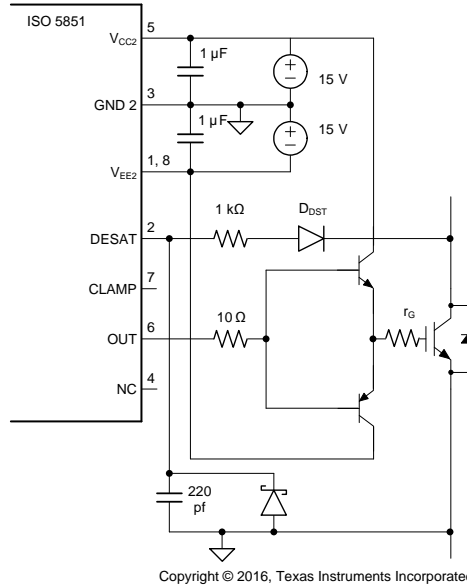 ISO 5851
5
VCC2
1 µF
15 V
3
GND 2
1 µF
15 V
1, 8
VEE2
2
DESAT
1 kΩ
DDST
7
CLAMP
6
OUT
10 Ω
rG
4
NC
220
pf
Copyright © 2016, Texas Instruments Incorporated